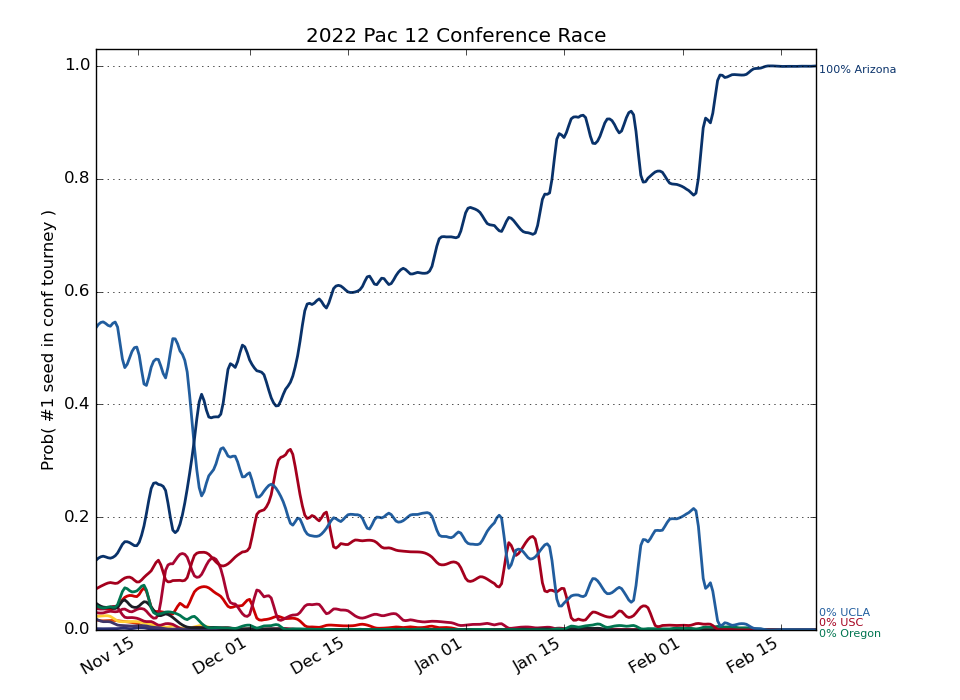 2022 Pac 12 Conference Race
1.0
0.8
0.6
0.4
0.2
0.0
Prob( #1 seed in conf tourney )
100% Arizona
0% UCLA
0% USC
0% Oregon
Nov 15
Dec 01
Dec 15
Jan 01
Jan 15
Feb 01
Feb 15